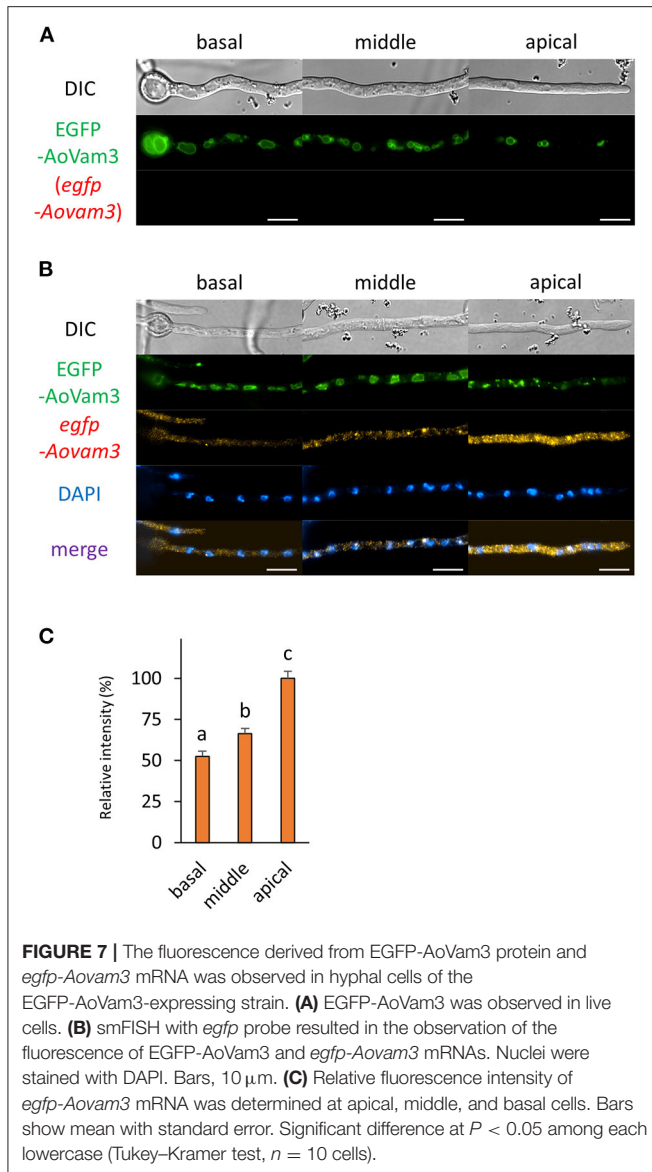 A
basal middle apical
DIC
EGFP
-AoVam3
(egfp
-Aovam3)
B
basal middle apical
DIC
EGFP
-AoVam3
egfp
-Aovam3
DAPI
merge
C
Relative intensity (%)
100
75
50
25
0
a
b
c
basal
middle
apical
FIGURE 7 | The fluorescence derived from EGFP-AoVam3 protein and
egfp-Aovam3 mRNA was observed in hyphal cells of the
EGFP-AoVam3-expressing strain. (A) EGFP-AoVam3 was observed in live
cells. (B) smFISH with egfp probe resulted in the observation of the
fluorescence of EGFP-AoVam3 and egfp-Aovam3 mRNAs. Nuclei were
stained with DAPI. Bars, 10 μm. (C) Relative fluorescence intensity of
egfp-Aovam3 mRNA was determined at apical, middle, and basal cells. Bars
show mean with standard error. Significant difference at P < 0.05 among each
lowercase (Tukey–Kramer test, n = 10 cells).